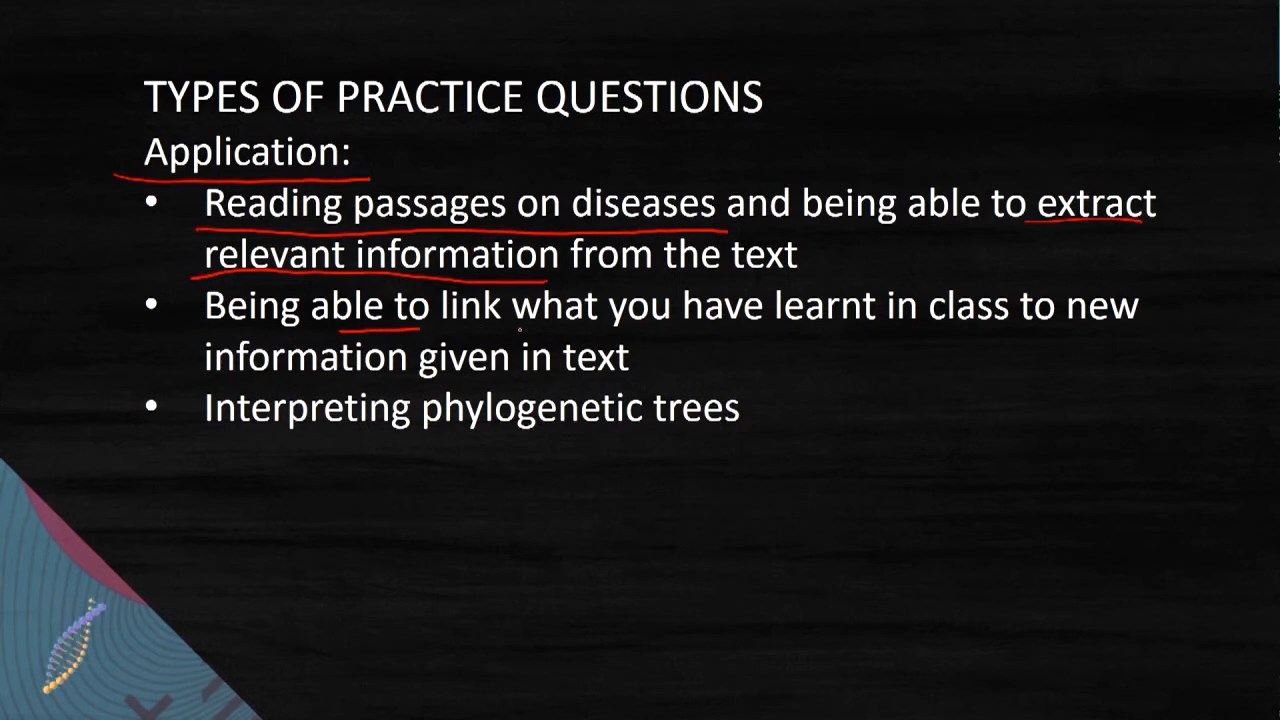 TYPES OF PRACTICE QUESTIONS
Application:
• Reading passages on diseases and being able to extract
relevant information from the text
• Being able to link what you have learnt in class to new
information given in text
• Interpreting phylogenetic trees